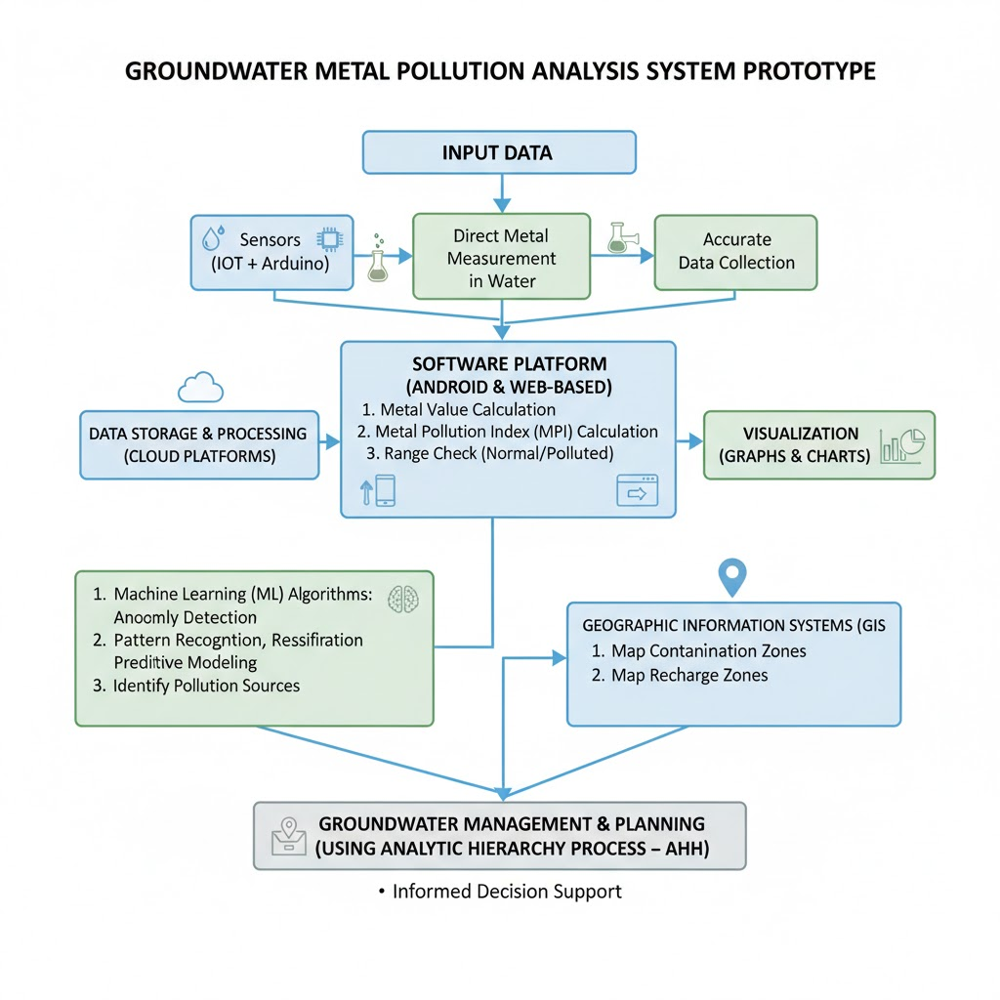 GROUNDWATER METAL POLLUTION ANALYSIS SYSTEM PROTOTYPE
INPUT DATA
Sensors
(IOT + Arduino)
Direct Metal
Measurement
in Water
Accurate
Data Collection
SOFTWARE PLATFORM
(ANDROID & WEB-BASED)
1. Metal Value Calculation
2. Metal Pollution Index (MPI) Calculation
3. Range Check (Normal/Polluted)
DATA STORAGE & PROCESSING
(CLOUD PLATFORMS)
VISUALIZATION
(GRAPHS & CHARTS)
1. Machine Learning (ML) Algorithms:
Anoomly Detection
2. Pattern Recogntion, Ressifiration
Preditive Modeling
3. Identify Pollution Sources
GEOGRAPHIC INFORMATION SYSTEMS (GIS
1. Map Contanination Zones
2. Map Recharge Zones
GROUNDWATER MANAGEMENT & PLANNING
(USING ANALYTIC HIERARCHY PROCESS – AHH)
• Informed Decision Support